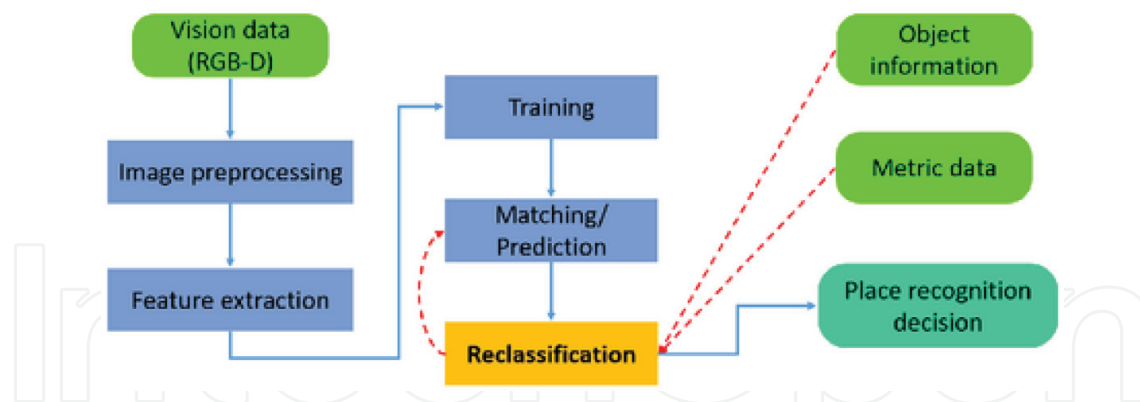 Vision data
(RGB-D)
Image preprocessing
Feature extraction
Training
Matching/
Prediction
Reclassification
Object
information
Metric data
Place recognition
decision